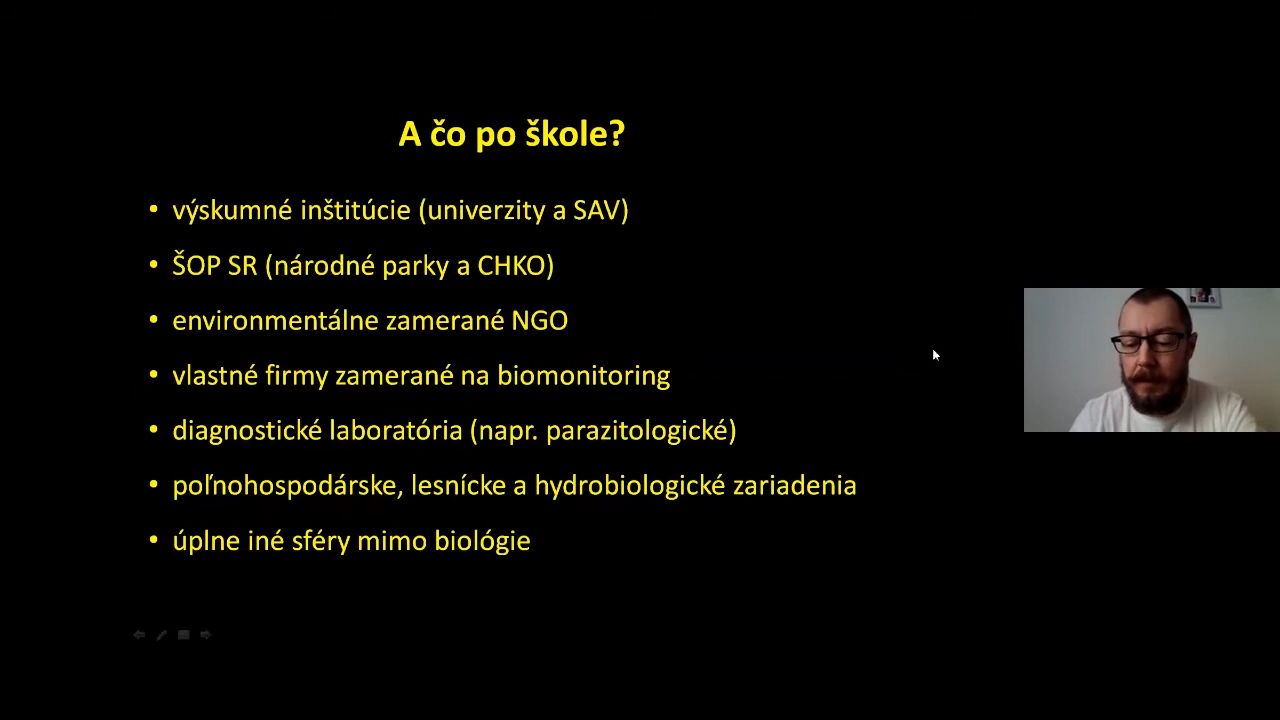 A čo po škole?
• výskumné inštitúcie (univerzity a SAV)
• ŠOP SR (národné parky a CHKO)
• environmentálne zamerané NGO
• vlastné firmy zamerané na biomonitoring
• diagnostické laboratória (napr. parazitologické)
• poľnohospodárske, lesnícke a hydrobiologické zariadenia
• úplne iné sféry mimo biológie